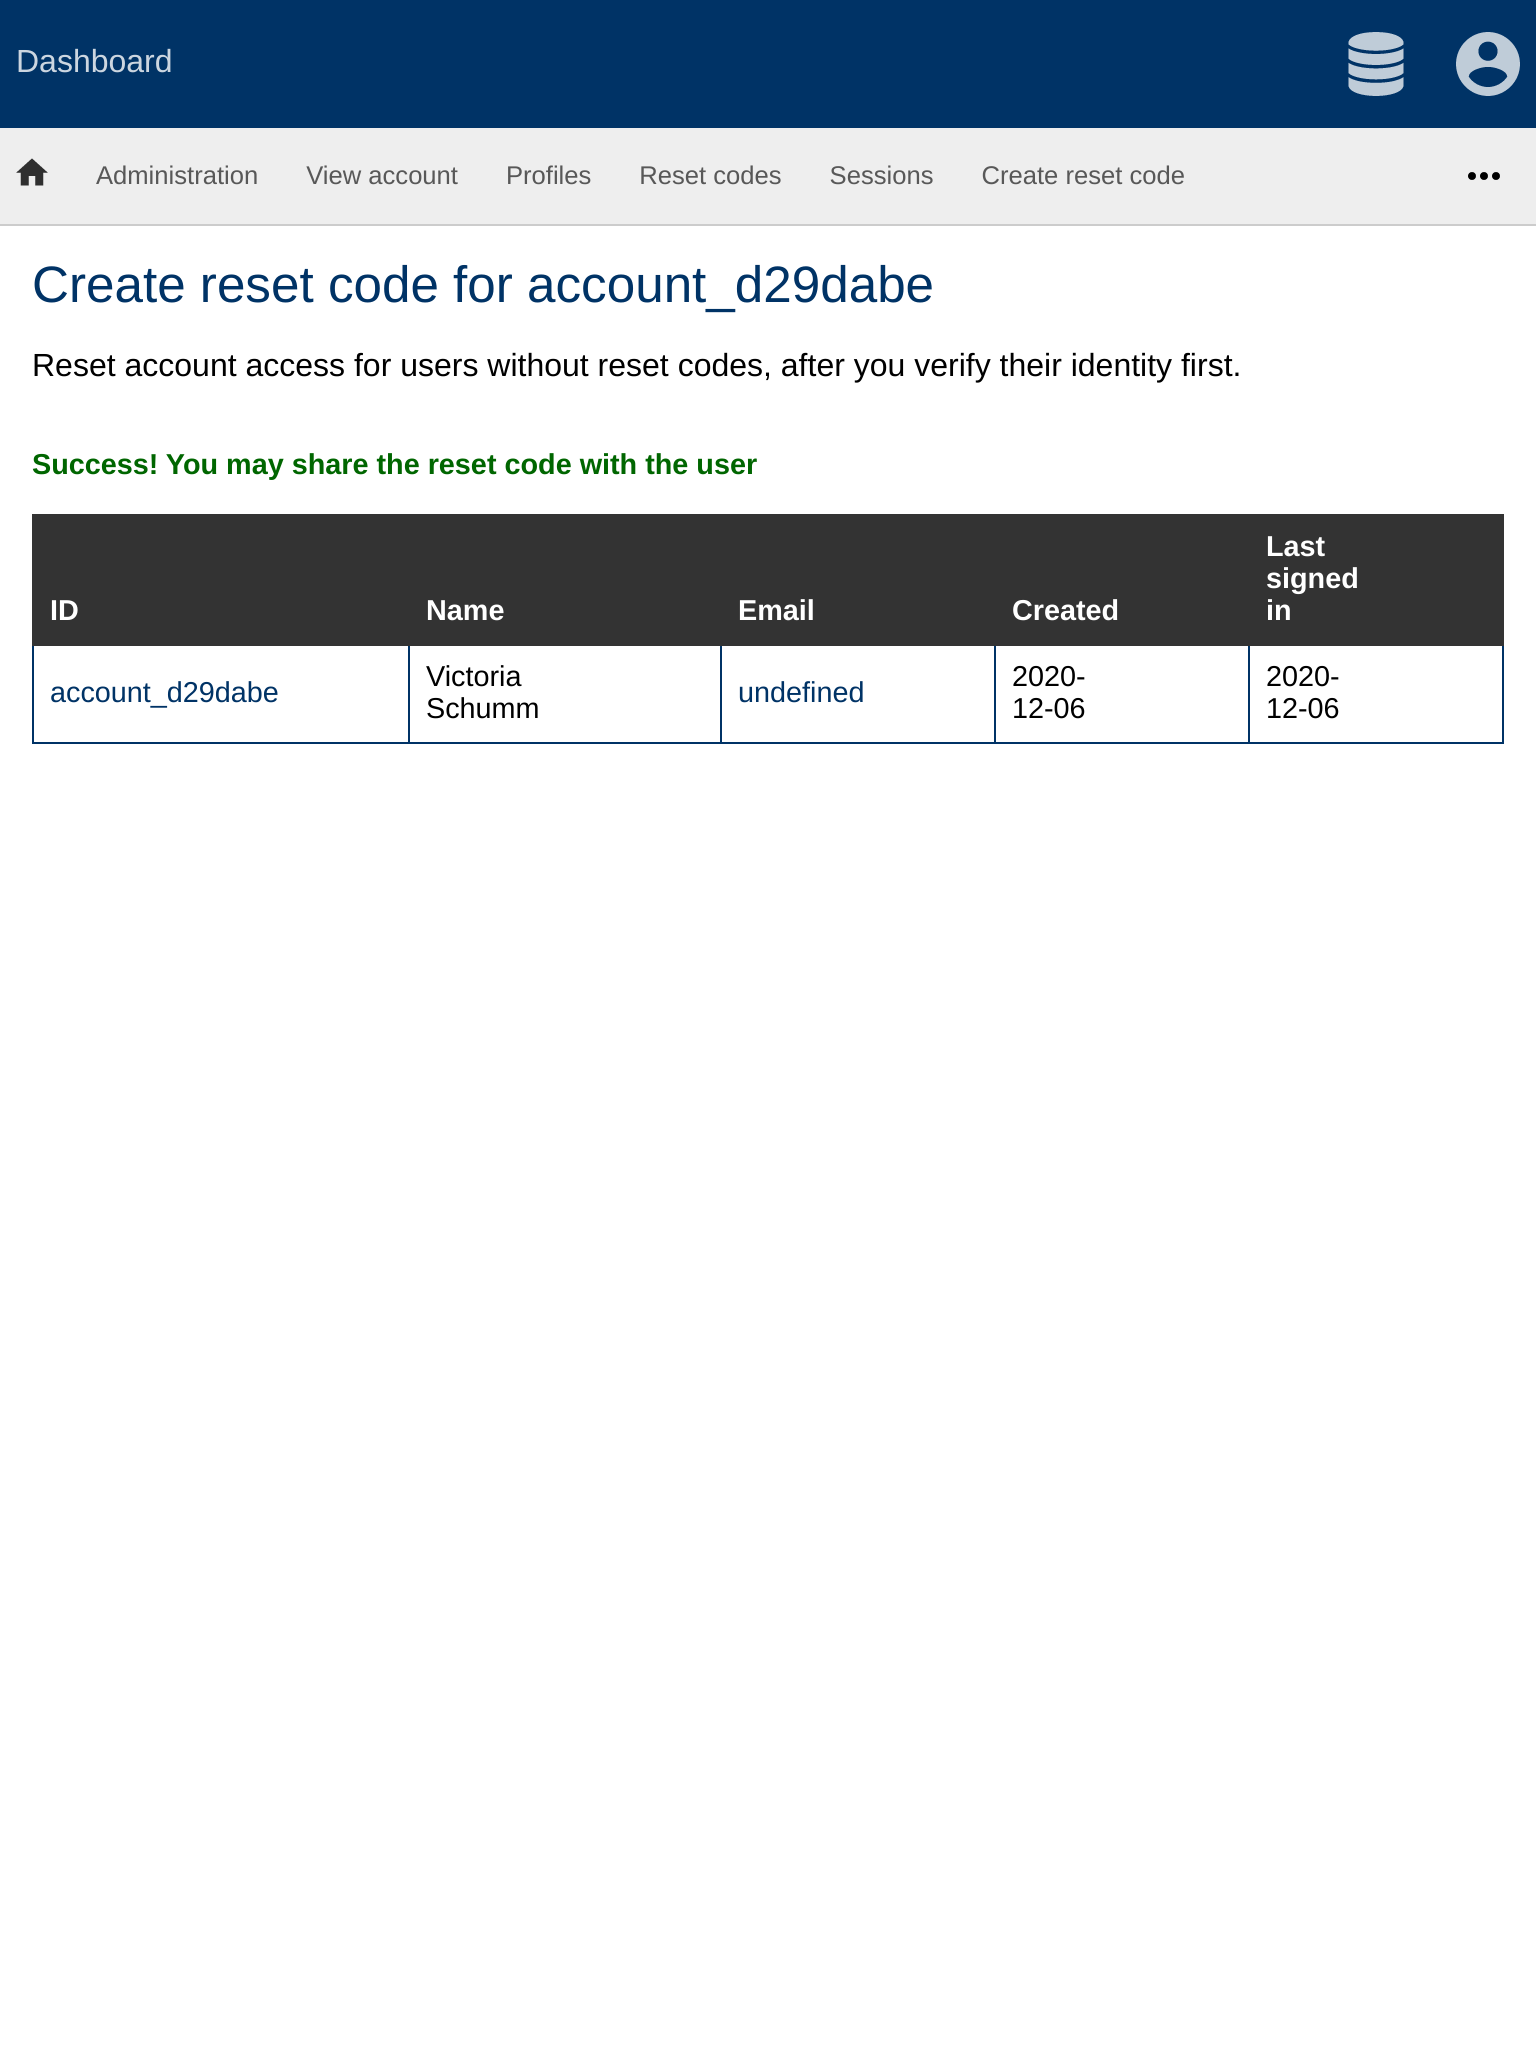 Dashboard
Administration View account Profiles Reset codes Sessions Create reset code
Create reset code for account_d29dabe
Reset account access for users without reset codes, after you verify their identity first.
Success! You may share the reset code with the user
ID Name Email Created Last signed in
account_d29dabe Victoria Schumm undefined 2020-12-06 2020-12-06